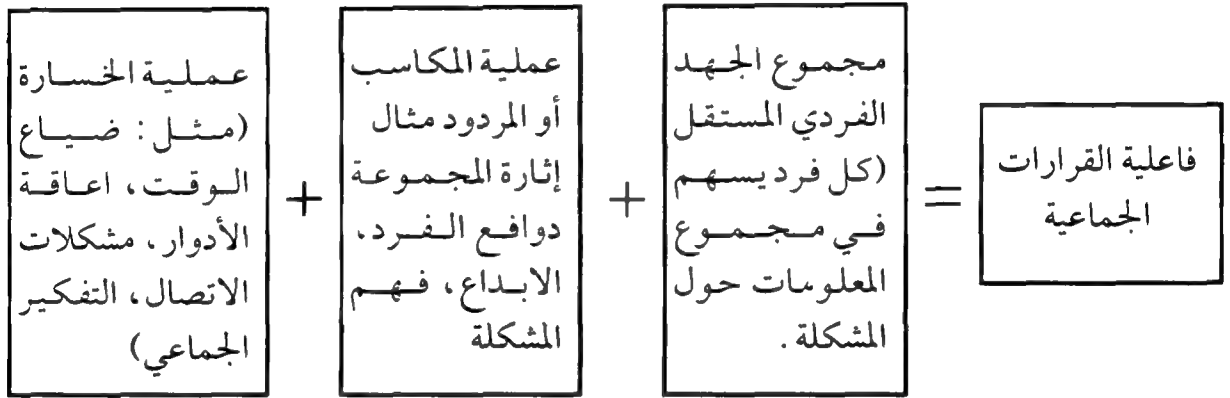 فاعلية القرارات
الجماعية
=
مجموع الجهد
الفردي المستقل
(كل فرد يسهم
في مجموع
المعلومات حول
المشكلة .
+
عملية المكاسب
أو المردود مثال
إثارة المجموعة
دوافع الفرد،
الابداع، فهم
المشكلة
+
عملية الخسارة
(مثل : ضياع
الوقت، اعاقة
الأدوار، مشكلات
الاتصال، التفكير
الجماعي)